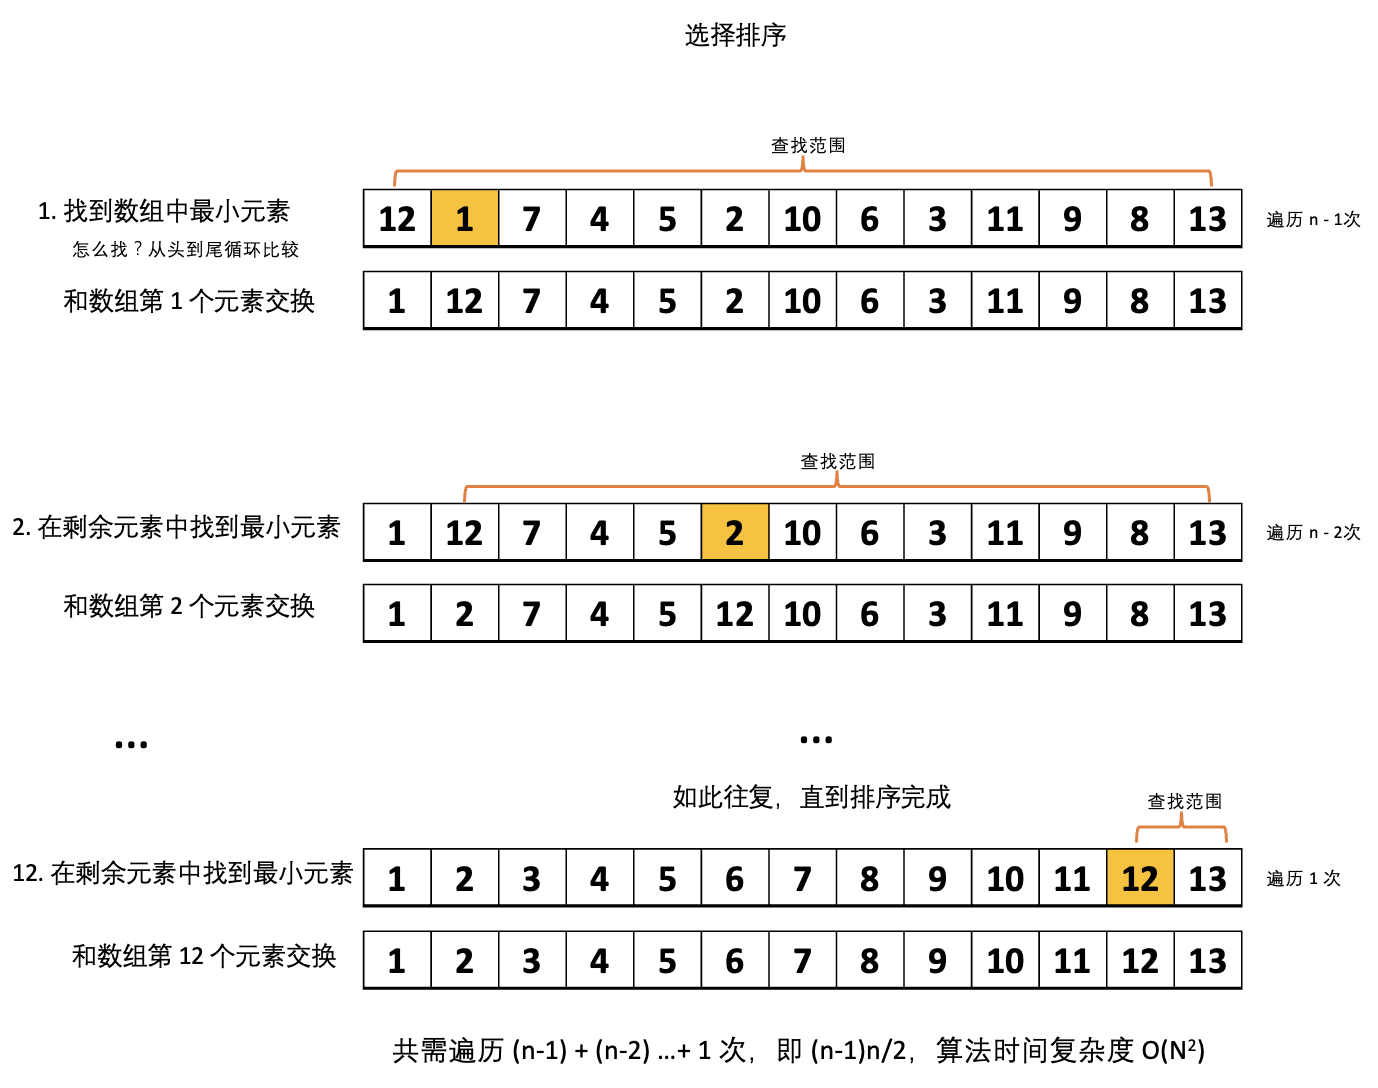 选择排序
查找范围
1. 找到数组中最小元素
12 1 7 4 5 2 10 6 3 11 9 8 13
遍历 n - 1次
怎么找？从头到尾循环比较
和数组第 1 个元素交换
1 12 7 4 5 2 10 6 3 11 9 8 13
查找范围
2. 在剩余元素中找到最小元素
1 12 7 4 5 2 10 6 3 11 9 8 13
遍历 n - 2次
和数组第 2 个元素交换
1 2 7 4 5 12 10 6 3 11 9 8 13
... ...
如此往复，直到排序完成
查找范围
12. 在剩余元素中找到最小元素
1 2 3 4 5 6 7 8 9 10 11 12 13
遍历 1 次
和数组第 12 个元素交换
1 2 3 4 5 6 7 8 9 10 11 12 13
共需遍历 (n-1) + (n-2) ...+ 1 次，即 (n-1)n/2，算法时间复杂度 O(N²)